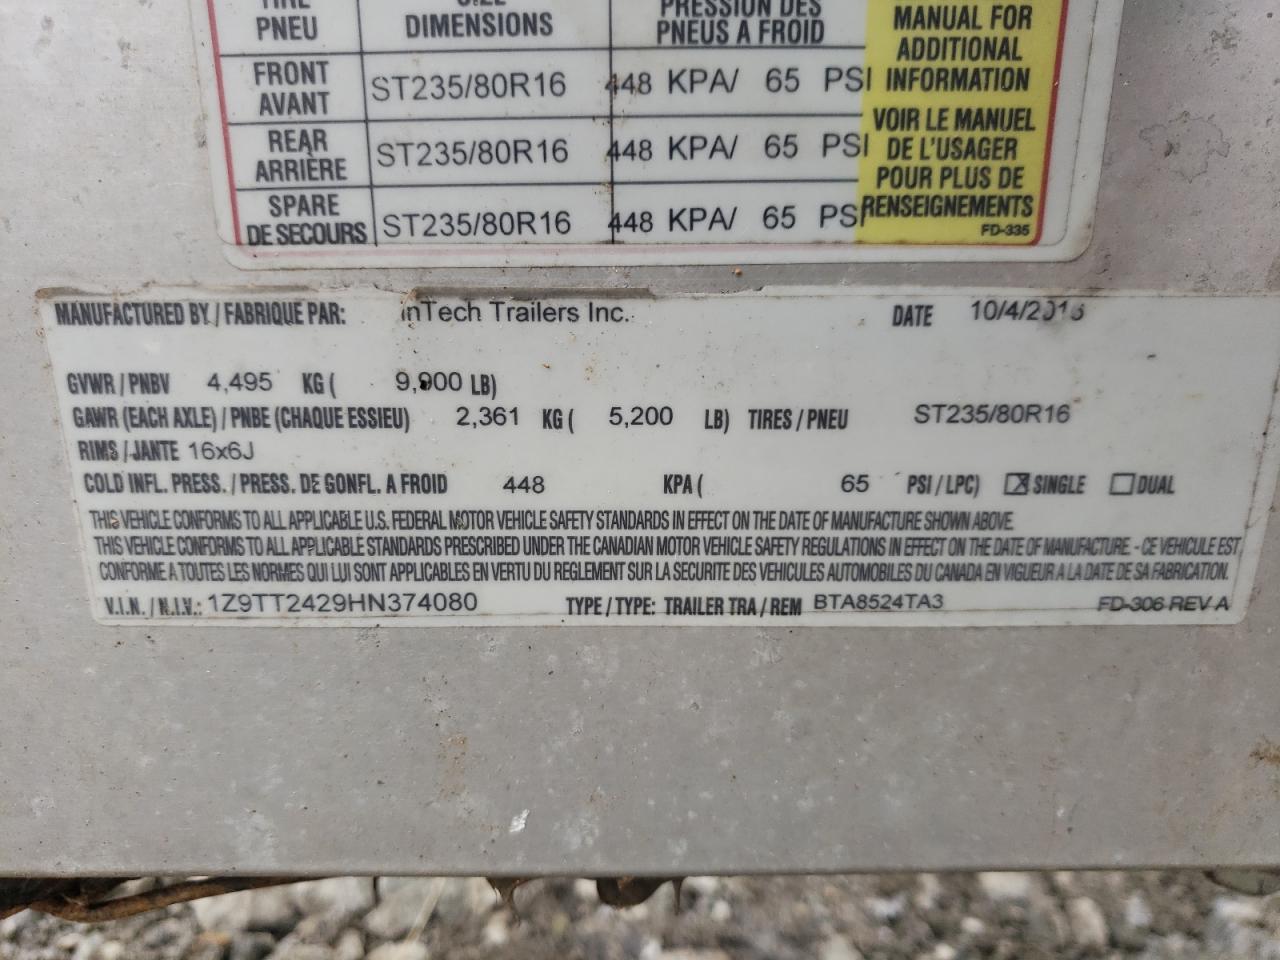 TIRE SIZE PRESSION DES
PNEU DIMENSIONS PNEUS A FROID
MANUAL FOR
ADDITIONAL
INFORMATION
VOIR LE MANUEL
DE L'USAGER
POUR PLUS DE
RENSEIGNEMENTS
FD-335
FRONT
AVANT ST235/80R16 448 KPA/ 65 PSI
REAR
ARRIÈRE ST235/80R16 448 KPA/ 65 PSI
SPARE
DE SECOURS ST235/80R16 448 KPA/ 65 PSI
MANUFACTURED BY / FABRIQUE PAR: inTech Trailers Inc. DATE
GVWR / PNBV 4,495 KG ( 9,900 LB)
GAWR (EACH AXLE) / PNBE (CHAQUE ESSIEU) 2,361 KG ( 5,200 LB) TIRES / PNEU ST235/80R16
RIMS / JANTE 16x6J
COLD INFL. PRESS. / PRESS. DE GONFL. A FROID 448 KPA ( 65 PSI / LPC) ☒ SINGLE ☐ DUAL
THIS VEHICLE CONFORMS TO ALL APPLICABLE U.S. FEDERAL MOTOR VEHICLE SAFETY STANDARDS IN EFFECT ON THE DATE OF MANUFACTURE SHOWN ABOVE.
THIS VEHICLE CONFORMS TO ALL APPLICABLE STANDARDS PRESCRIBED UNDER THE CANADIAN MOTOR VEHICLE SAFETY REGULATIONS IN EFFECT ON THE DATE OF MANUFACTURE. - CE VEHICULE EST
CONFORME A TOUTES LES NORMES QUI LUI SONT APPLICABLES EN VERTU DU REGLEMENT SUR LA SECURITE DES VEHICULES AUTOMOBILES DU CANADA EN VIGUEUR A LA DATE DE SA FABRICATION.
V.I.N. / N.I.V.: 1Z9TT2429HN374080 TYPE / TYPE: TRAILER TRA / REM BTA8524TA3 FD-306 REV A